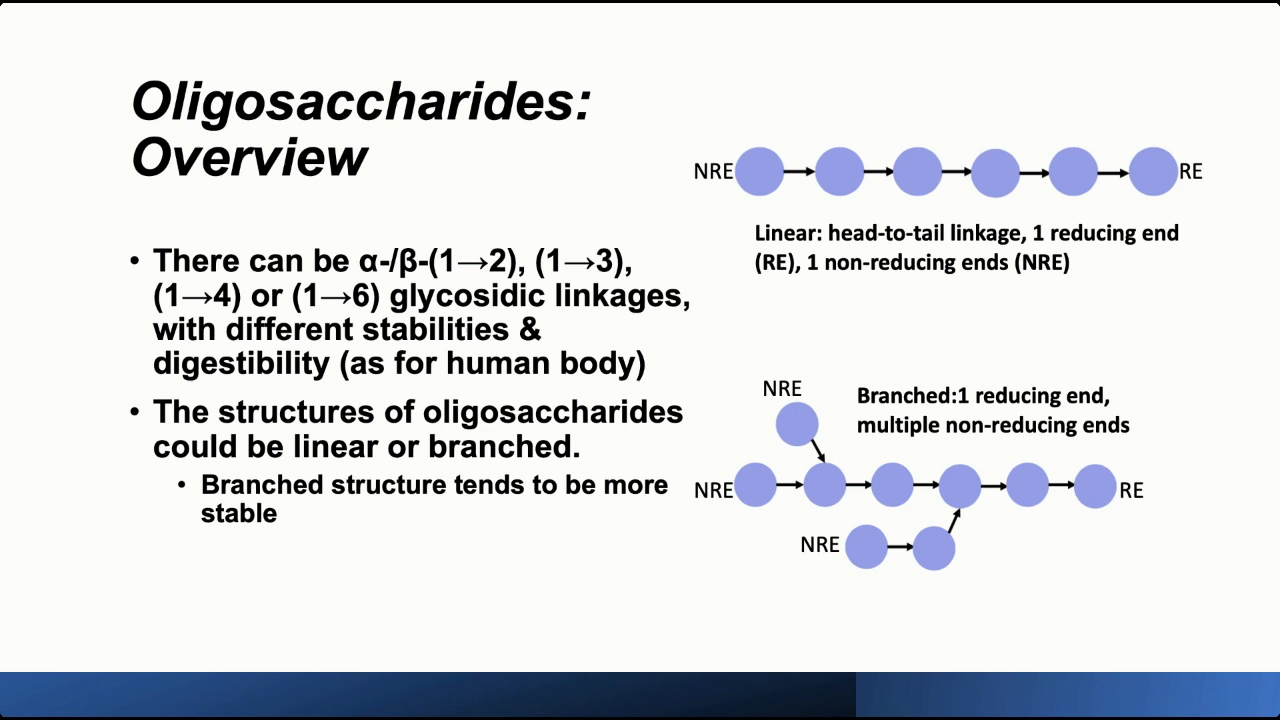 Oligosaccharides:
Overview
• There can be α-/β-(1→2), (1→3),
(1→4) or (1→6) glycosidic linkages,
with different stabilities &
digestibility (as for human body)
• The structures of oligosaccharides
could be linear or branched.
• Branched structure tends to be more
stable
NRE RE
Linear: head-to-tail linkage, 1 reducing end
(RE), 1 non-reducing ends (NRE)
NRE
Branched:1 reducing end,
multiple non-reducing ends
NRE RE
NRE